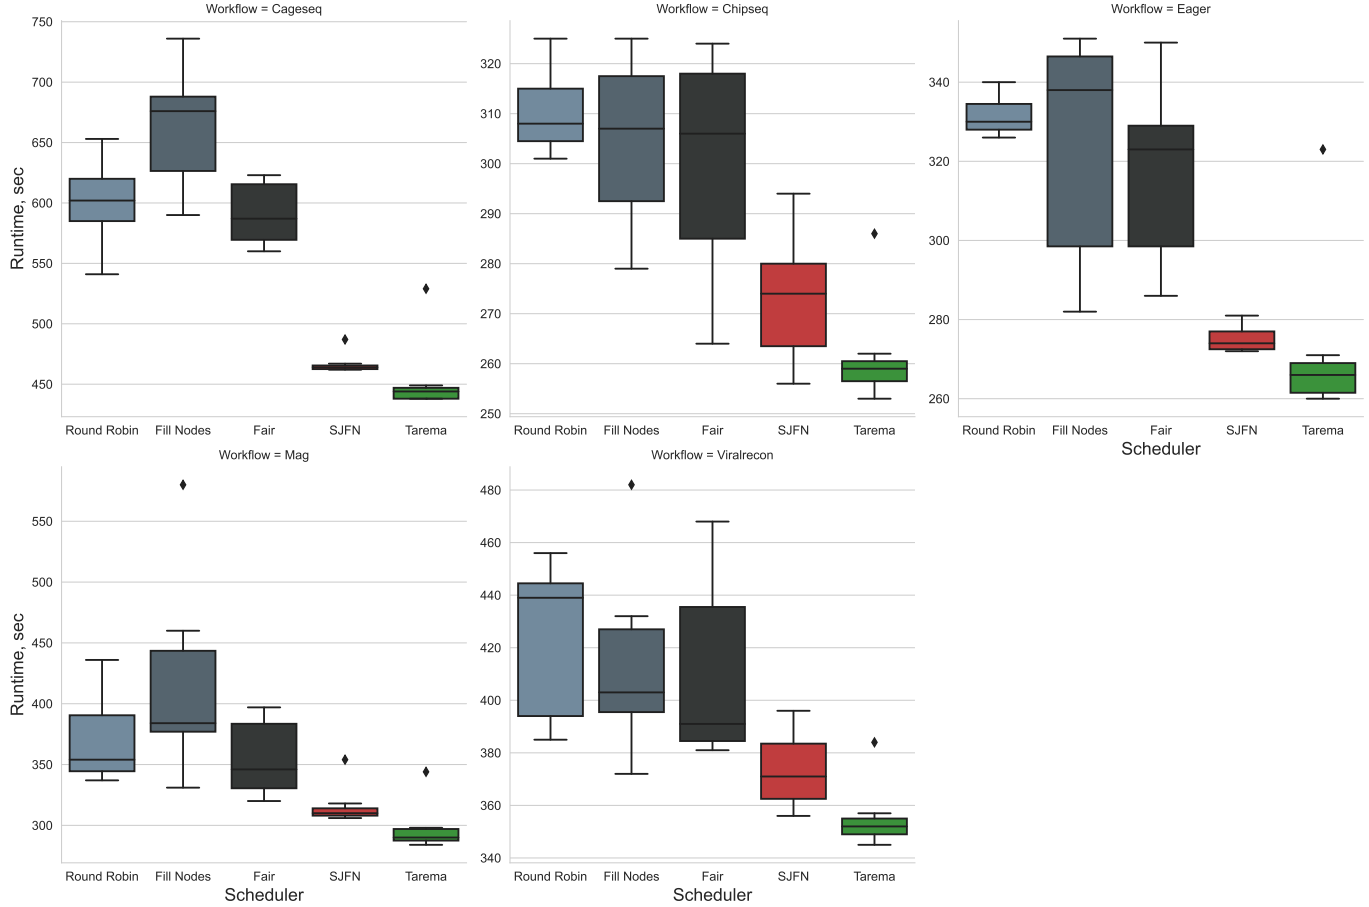 Workflow = Cageseq
Runtime, sec
750
700
650
600
550
500
450
Round Robin Fill Nodes Fair SJFN Tarema
Workflow = Chipseq
320
310
300
290
280
270
260
250
Round Robin Fill Nodes Fair SJFN Tarema
Workflow = Eager
340
320
300
280
260
Round Robin Fill Nodes Fair SJFN Tarema
Scheduler
Workflow = Mag
Runtime, sec
550
500
450
400
350
300
Round Robin Fill Nodes Fair SJFN Tarema
Scheduler
Workflow = Viralrecon
480
460
440
420
400
380
360
340
Round Robin Fill Nodes Fair SJFN Tarema
Scheduler